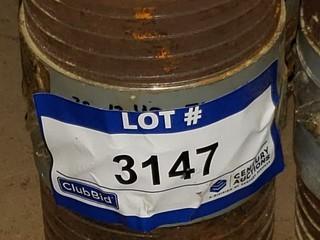 LOT #
3147
ClubBid
CENTURY
AUCTIONS